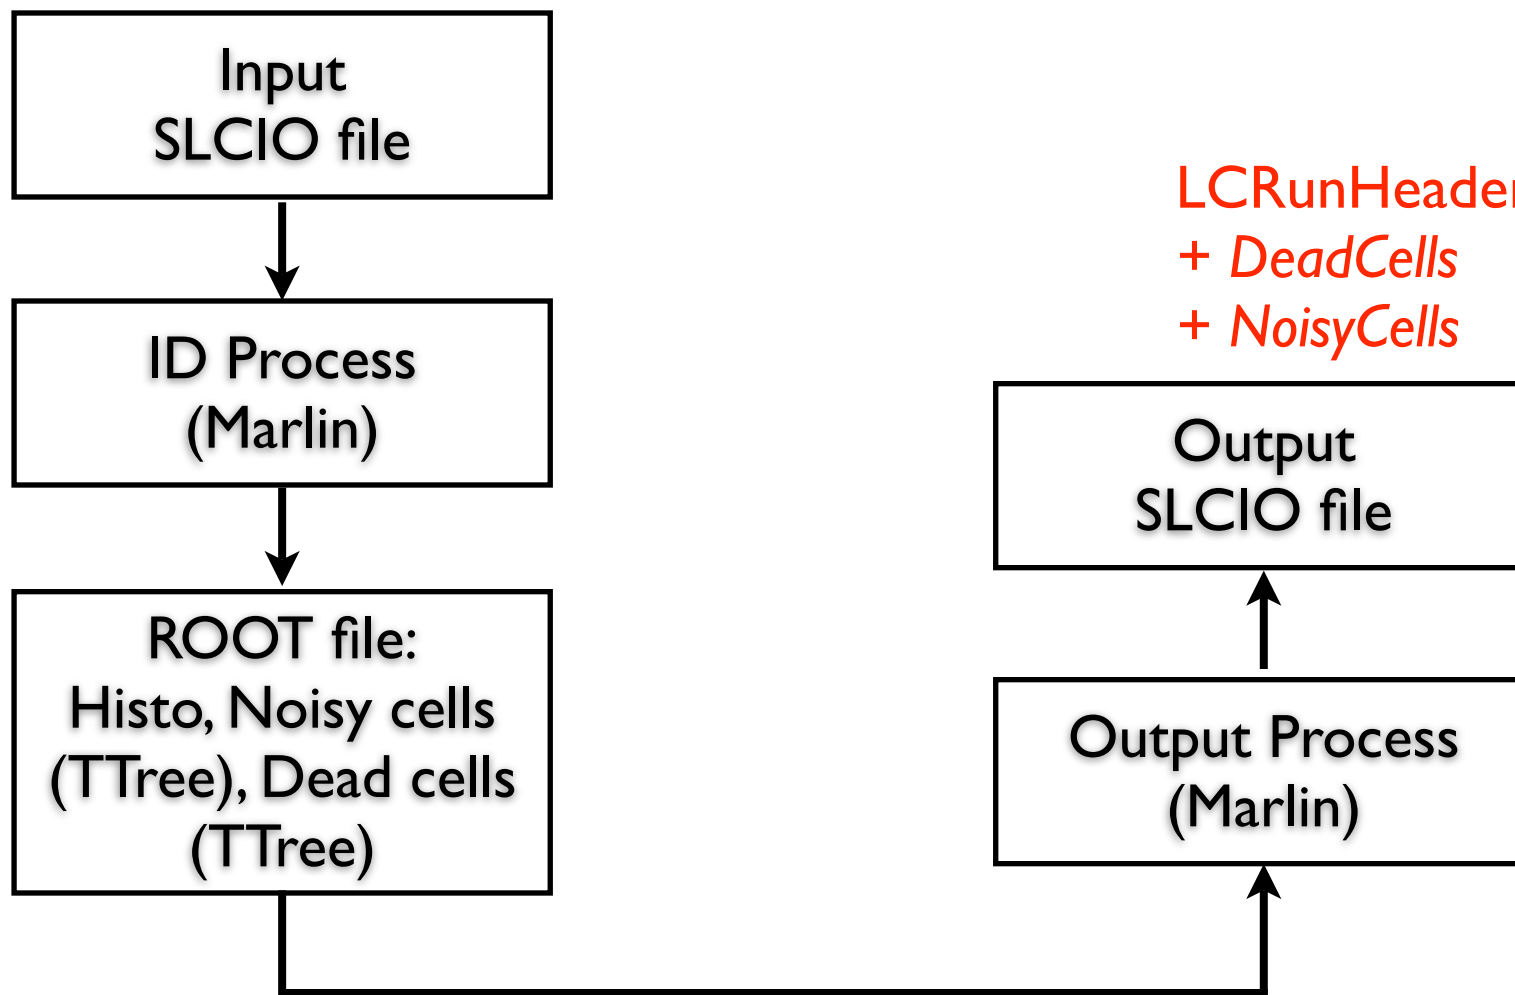 Input
SLCIO file
ID Process
(Marlin)
ROOT file:
Histo, Noisy cells
(TTree), Dead cells
(TTree)
LCRunHeader
+ DeadCells
+ NoisyCells
Output
SLCIO file
Output Process
(Marlin)